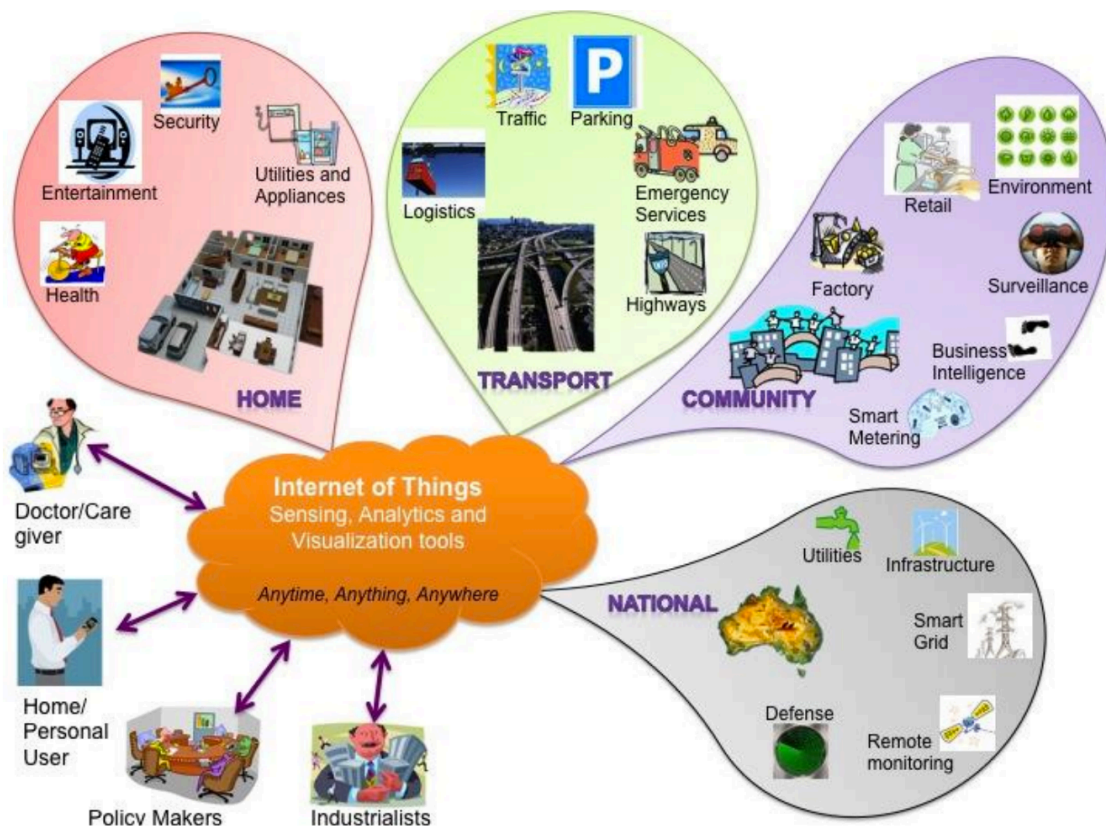 Security
Entertainment
Utilities and
Appliances
Health
HOME
Traffic
P
Parking
Logistics
Emergency
Services
Highways
TRANSPORT
Retail
Environment
Factory
Surveillance
Business
Intelligence
COMMUNITY
Smart
Metering
Internet of Things
Sensing, Analytics and
Visualization tools
Anytime, Anything, Anywhere
Doctor/Care
giver
Home/
Personal
User
Policy Makers
Industrialists
Utilities
Infrastructure
NATIONAL
Smart
Grid
Defense
Remote
monitoring